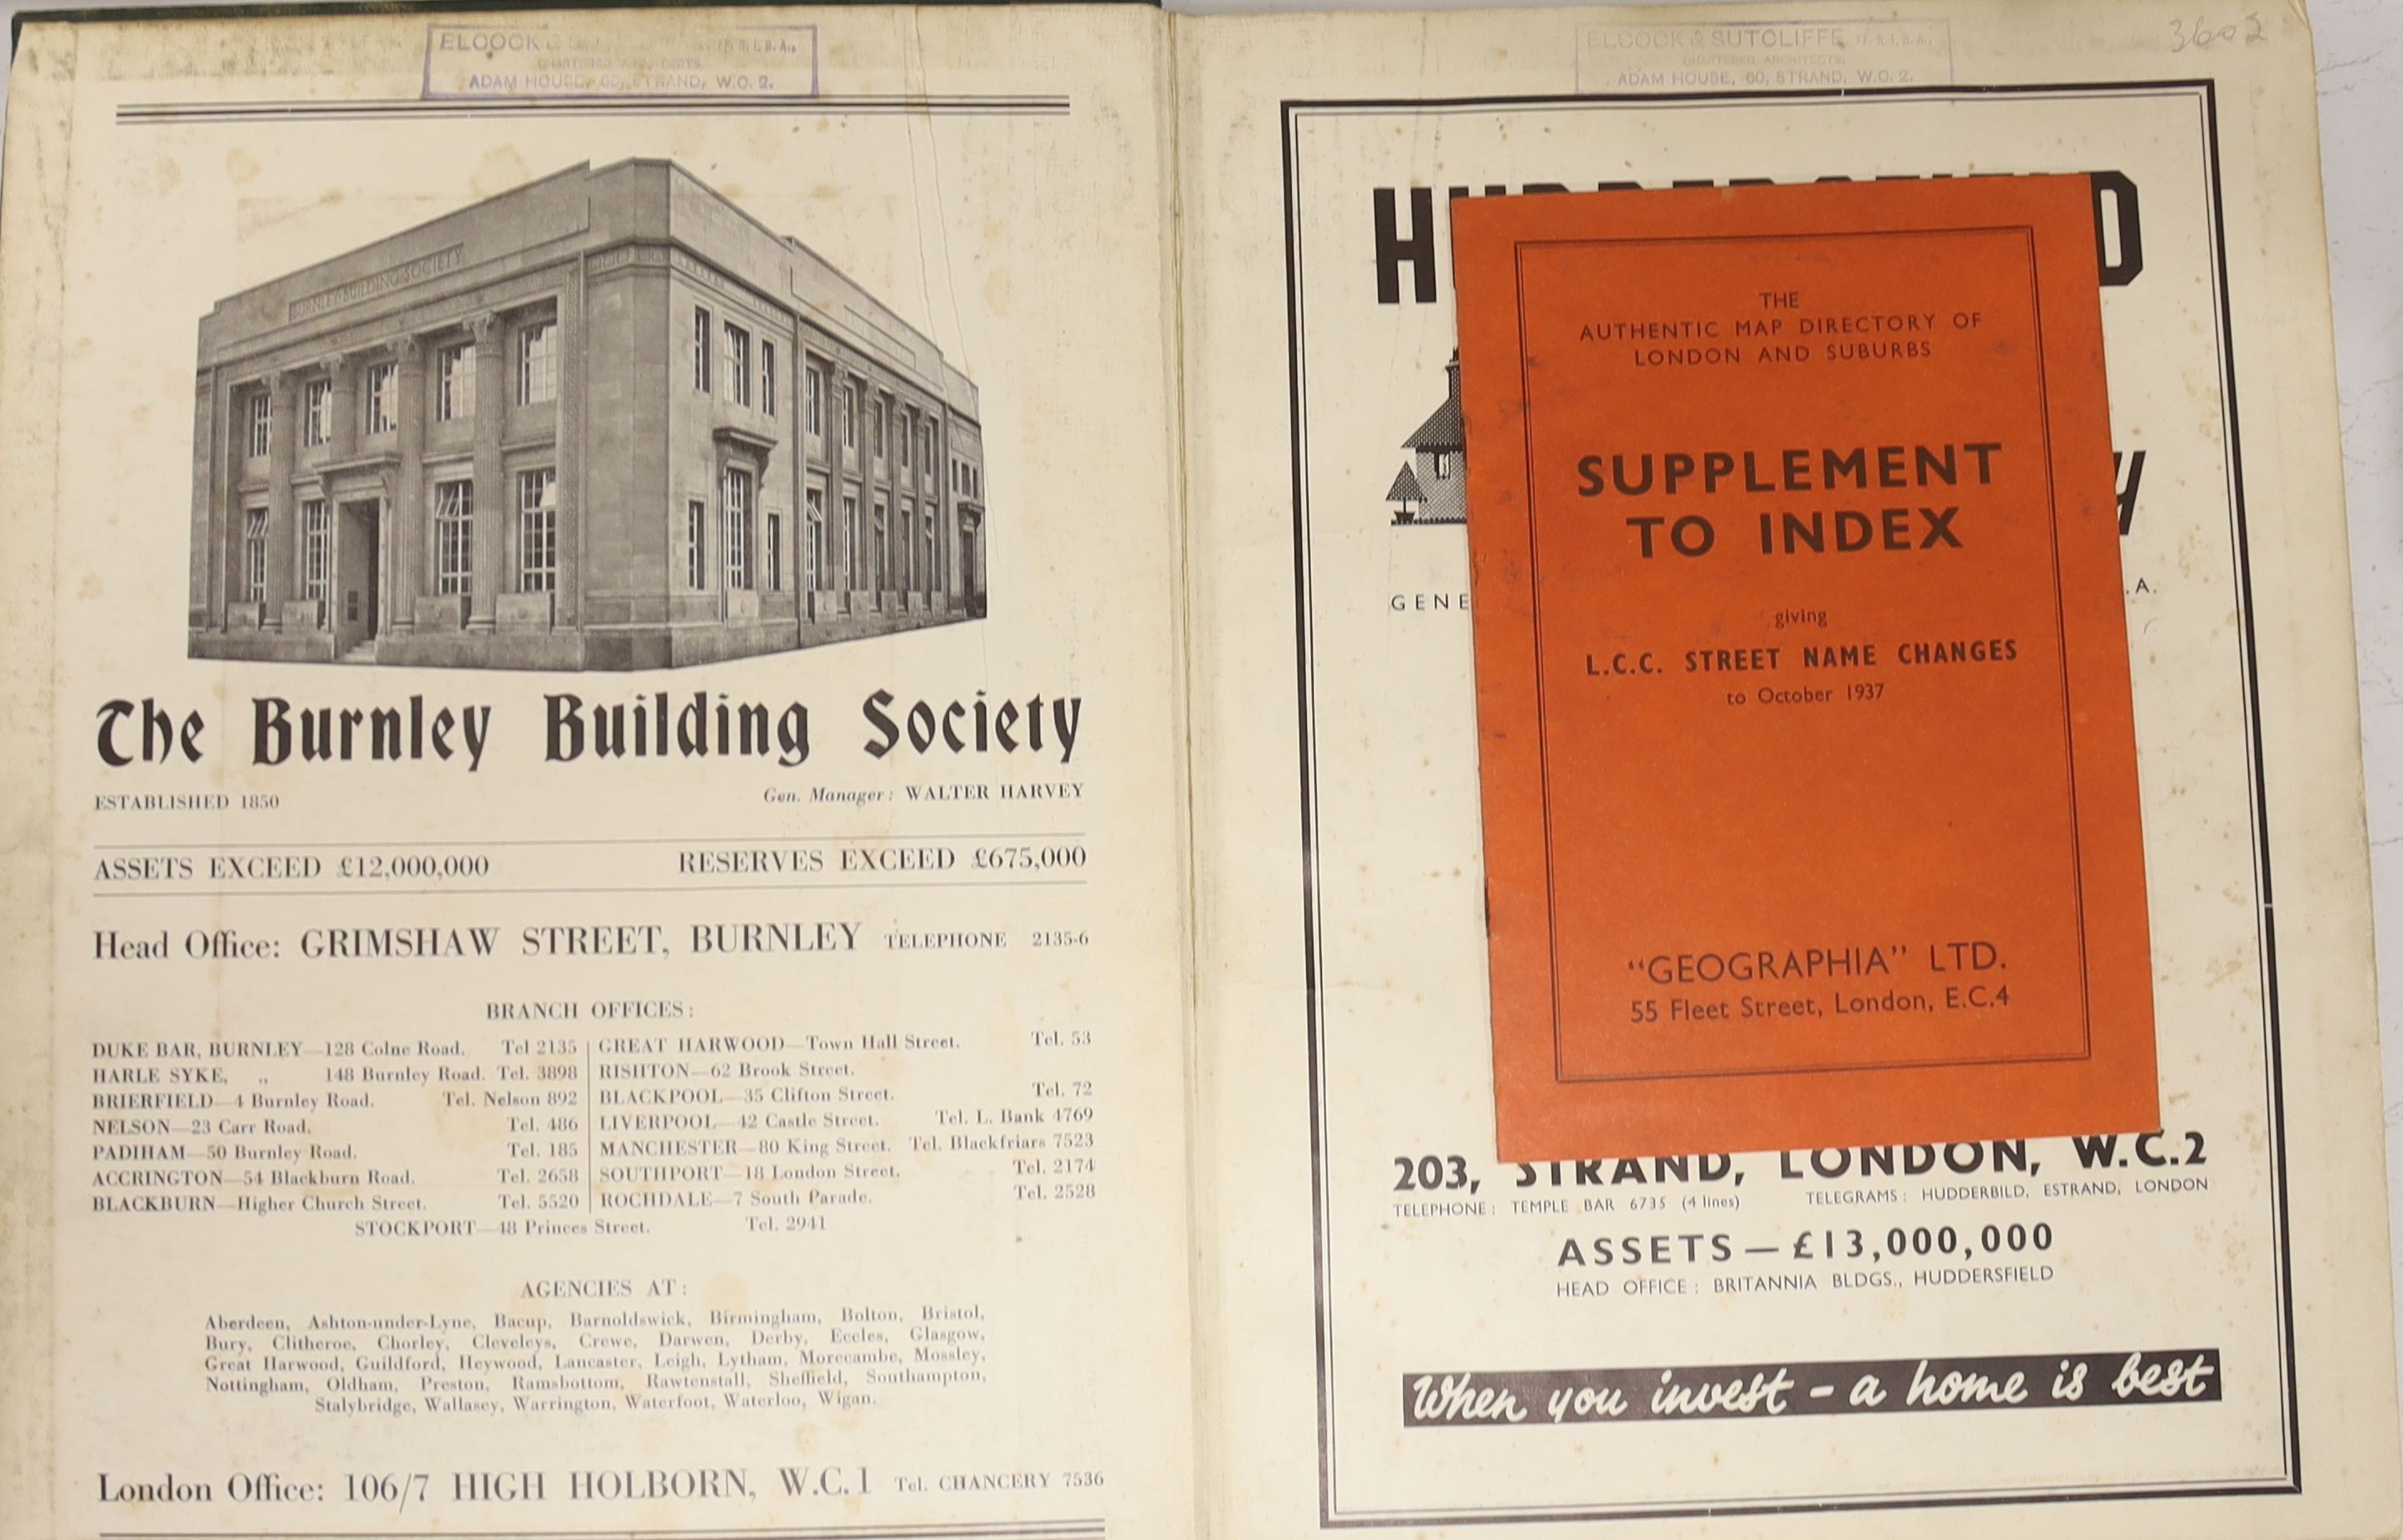 ELCOCK &
F.R.I.B.A.,
CHARTERED ARCHITECTS,
ADAM HOUSE, 60, STRAND, W.C. 2.
BURNLEY BUILDING SOCIETY
The Burnley Building Society
ESTABLISHED 1850 Gen. Manager: WALTER HARVEY
ASSETS EXCEED £12,000,000 RESERVES EXCEED £675,000
Head Office: GRIMSHAW STREET, BURNLEY TELEPHONE 2135-6
BRANCH OFFICES:
DUKE BAR, BURNLEY—128 Colne Road. Tel 2135
HARLE SYKE, „ 148 Burnley Road. Tel. 3898
BRIERFIELD—4 Burnley Road. Tel. Nelson 892
NELSON—23 Carr Road. Tel. 486
PADIHAM—50 Burnley Road. Tel. 185
ACCRINGTON—54 Blackburn Road. Tel. 2658
BLACKBURN—Higher Church Street. Tel. 5520
GREAT HARWOOD—Town Hall Street. Tel. 53
RISHTON—62 Brook Street.
BLACKPOOL—35 Clifton Street. Tel. 72
LIVERPOOL—42 Castle Street. Tel. L. Bank 4769
MANCHESTER—80 King Street. Tel. Blackfriars 7523
SOUTHPORT—18 London Street. Tel. 2174
ROCHDALE—7 South Parade. Tel. 2528
STOCKPORT—48 Princes Street. Tel. 2941
AGENCIES AT:
Aberdeen, Ashton-under-Lyne, Bacup, Barnoldswick, Birmingham, Bolton, Bristol,
Bury, Clitheroe, Chorley, Cleveleys, Crewe, Darwen, Derby, Eccles, Glasgow,
Great Harwood, Guildford, Heywood, Lancaster, Leigh, Lytham, Morecambe, Mossley,
Nottingham, Oldham, Preston, Ramsbottom, Rawtenstall, Sheffield, Southampton,
Stalybridge, Wallasey, Warrington, Waterfoot, Waterloo, Wigan.
London Office: 106/7 HIGH HOLBORN, W.C.1 Tel. CHANCERY 7536
ELCOCK & SUTCLIFFE, FF.R.I.B.A.,
CHARTERED ARCHITECTS,
ADAM HOUSE, 60, STRAND, W.C. 2.
3602
THE
AUTHENTIC MAP DIRECTORY OF
LONDON AND SUBURBS
SUPPLEMENT
TO INDEX
giving
L.C.C. STREET NAME CHANGES
to October 1937
"GEOGRAPHIA" LTD.
55 Fleet Street, London, E.C.4
GENE
.A.
203, STRAND, LONDON, W.C.2
TELEPHONE: TEMPLE BAR 6735 (4 lines) TELEGRAMS: HUDDERBILD, ESTRAND, LONDON
ASSETS — £13,000,000
HEAD OFFICE: BRITANNIA BLDGS., HUDDERSFIELD
When you invest - a home is best